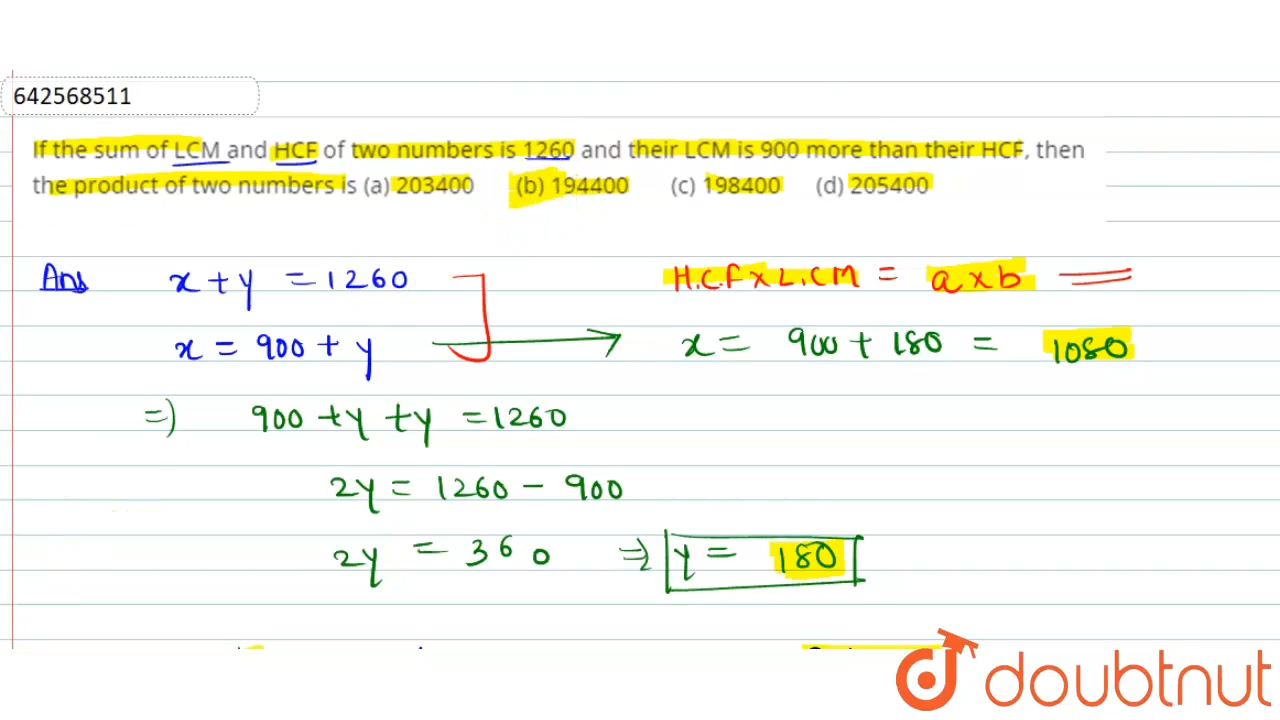 642568511
If the sum of LCM and HCF of two numbers is 1260 and their LCM is 900 more than their HCF, then
the product of two numbers is (a) 203400 (b) 194400 (c) 198400 (d) 205400
Ans x + y = 1260 H.C.F x L.C.M = a x b
x = 900 + y x = 900 + 180 = 1080
=) 900 + y + y = 1260
2y = 1260 - 900
2y = 360 => y = 180
doubtnut